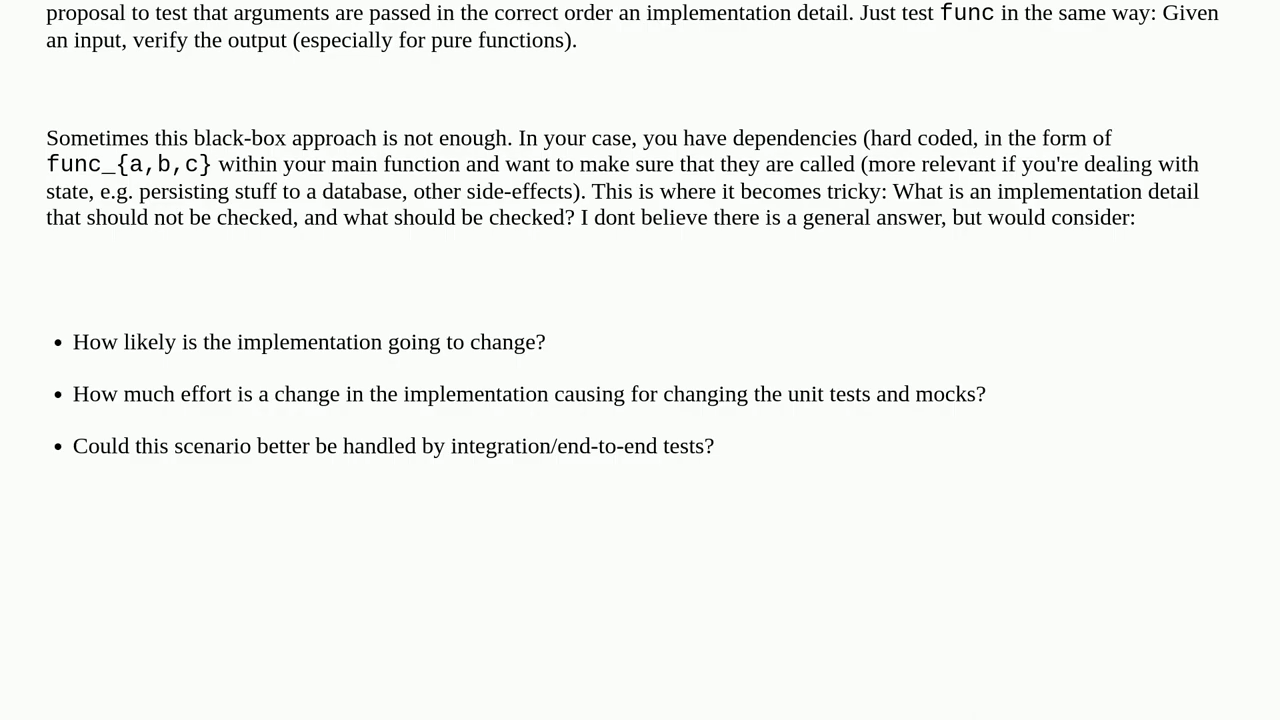 proposal to test that arguments are passed in the correct order an implementation detail. Just test func in the same way: Given
an input, verify the output (especially for pure functions).
Sometimes this black-box approach is not enough. In your case, you have dependencies (hard coded, in the form of
func_{a,b,c} within your main function and want to make sure that they are called (more relevant if you're dealing with
state, e.g. persisting stuff to a database, other side-effects). This is where it becomes tricky: What is an implementation detail
that should not be checked, and what should be checked? I dont believe there is a general answer, but would consider:
• How likely is the implementation going to change?
• How much effort is a change in the implementation causing for changing the unit tests and mocks?
• Could this scenario better be handled by integration/end-to-end tests?